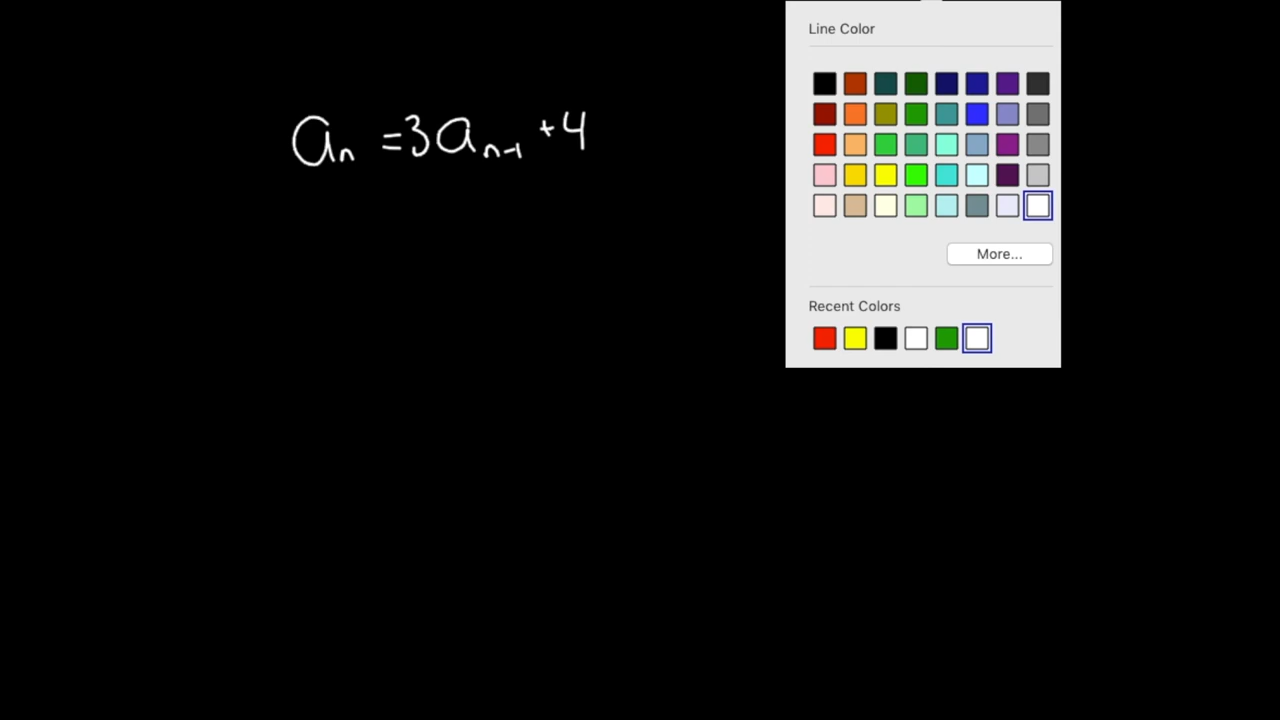 Line Color
aₙ = 3aₙ₋₁ + 4
More...
Recent Colors